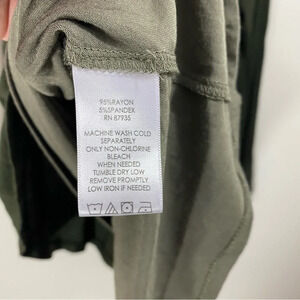 95%RAYON
5%SPANDEX
RN 87935
MACHINE WASH COLD
SEPARATELY
ONLY NON-CHLORINE
BLEACH
WHEN NEEDED
TUMBLE DRY LOW
REMOVE PROMPTLY
LOW IRON IF NEEDED